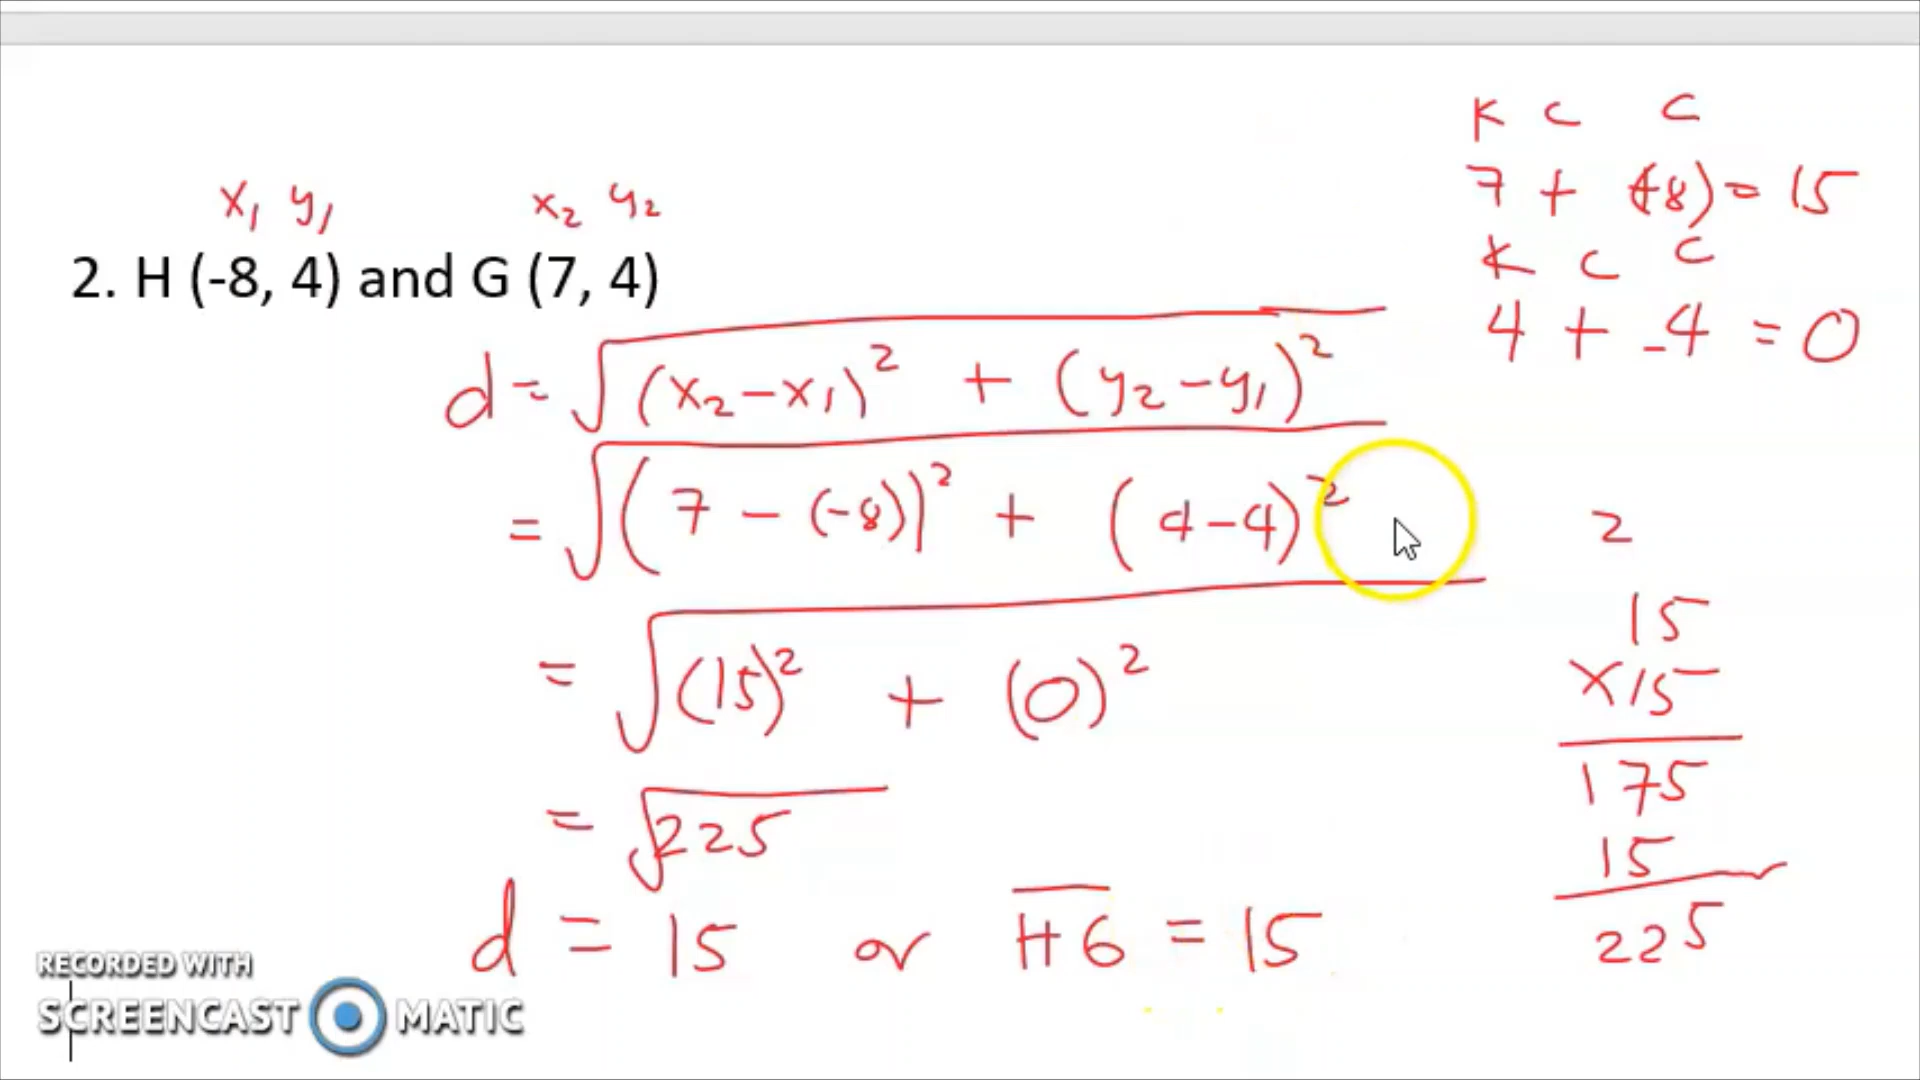 K C C
7 + (+8) = 15
K C C
4 + -4 = 0
x₁ y₁ x₂ y₂
2. H (-8, 4) and G (7, 4)
d = √(x₂-x₁)² + (y₂-y₁)²
= √(7 - (-8))² + (4-4)²
= √(15)² + (0)²
= √225
d = 15 or HG = 15
2
15
X15
175
15
225
RECORDED WITH
SCREENCAST MATIC